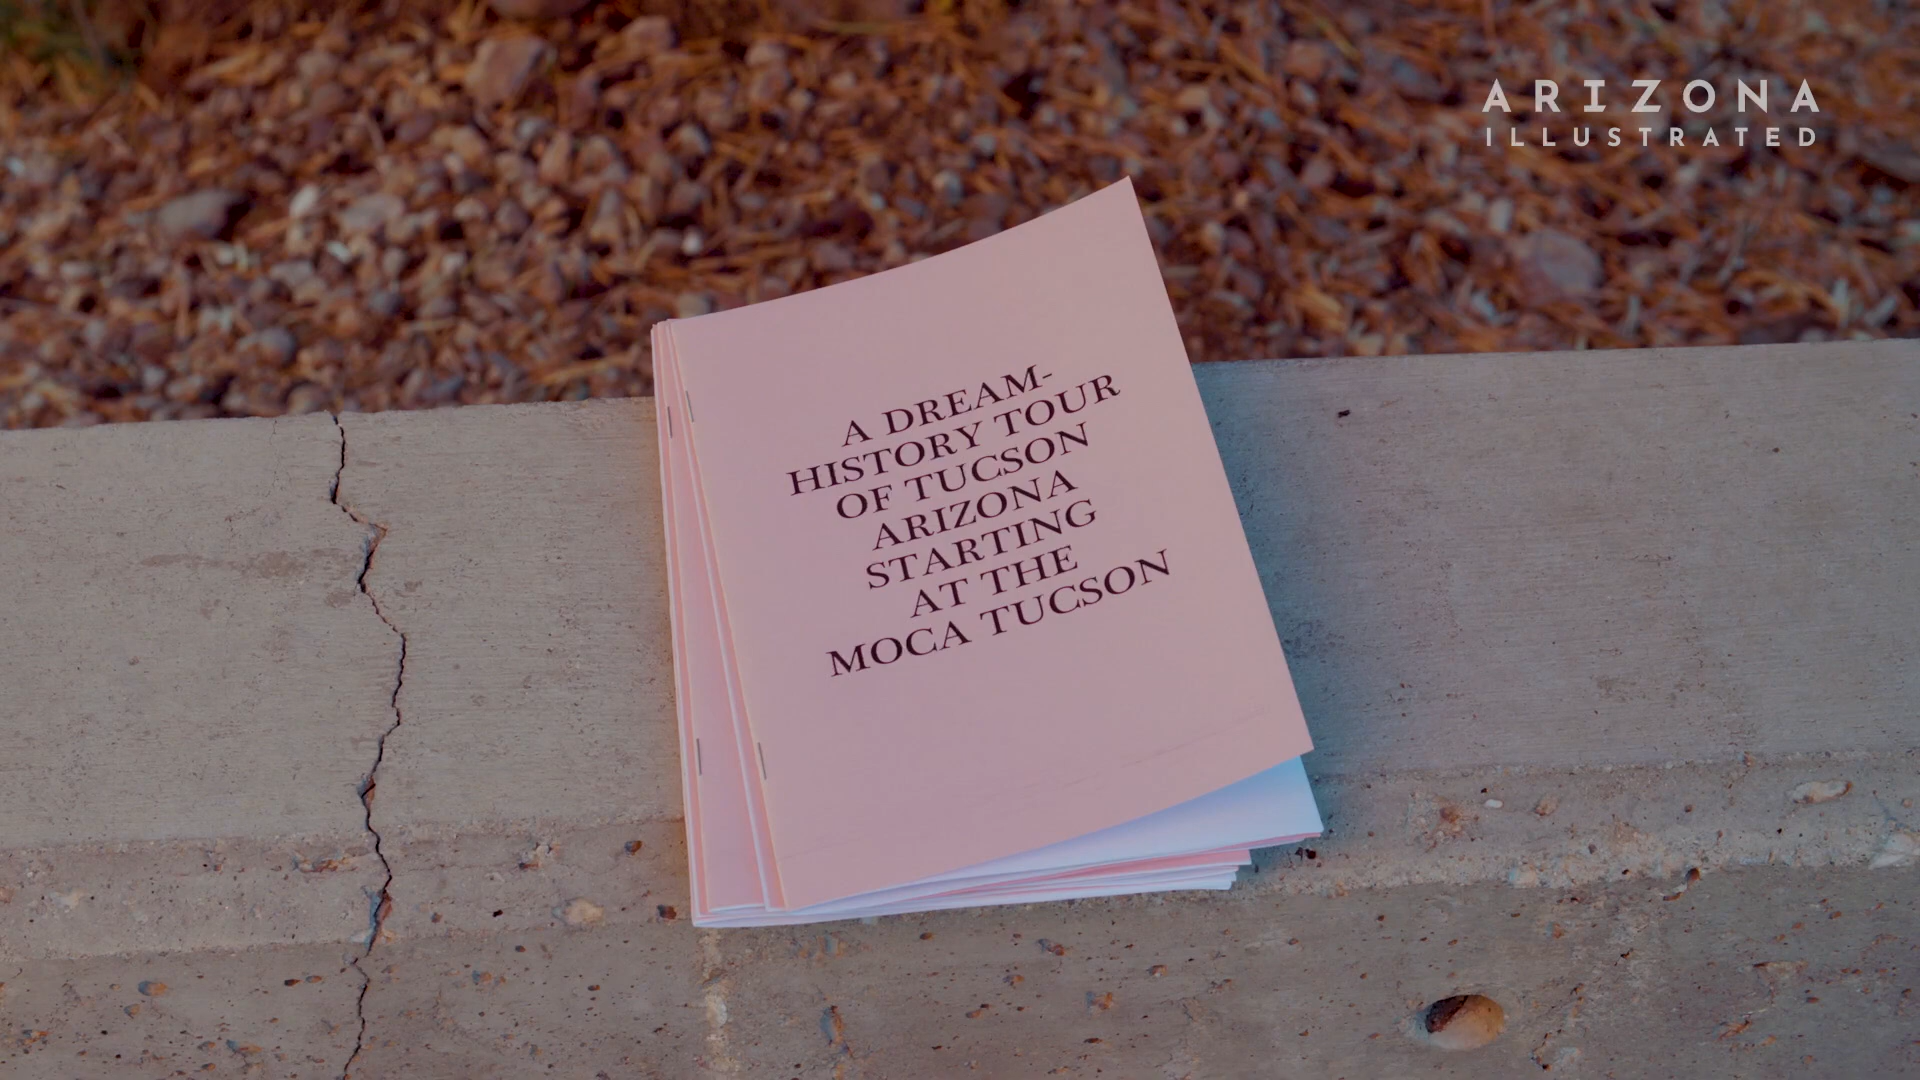 ARIZONA
ILLUSTRATED
A DREAM-
HISTORY TOUR
OF TUCSON
ARIZONA
STARTING
AT THE
MOCA TUCSON